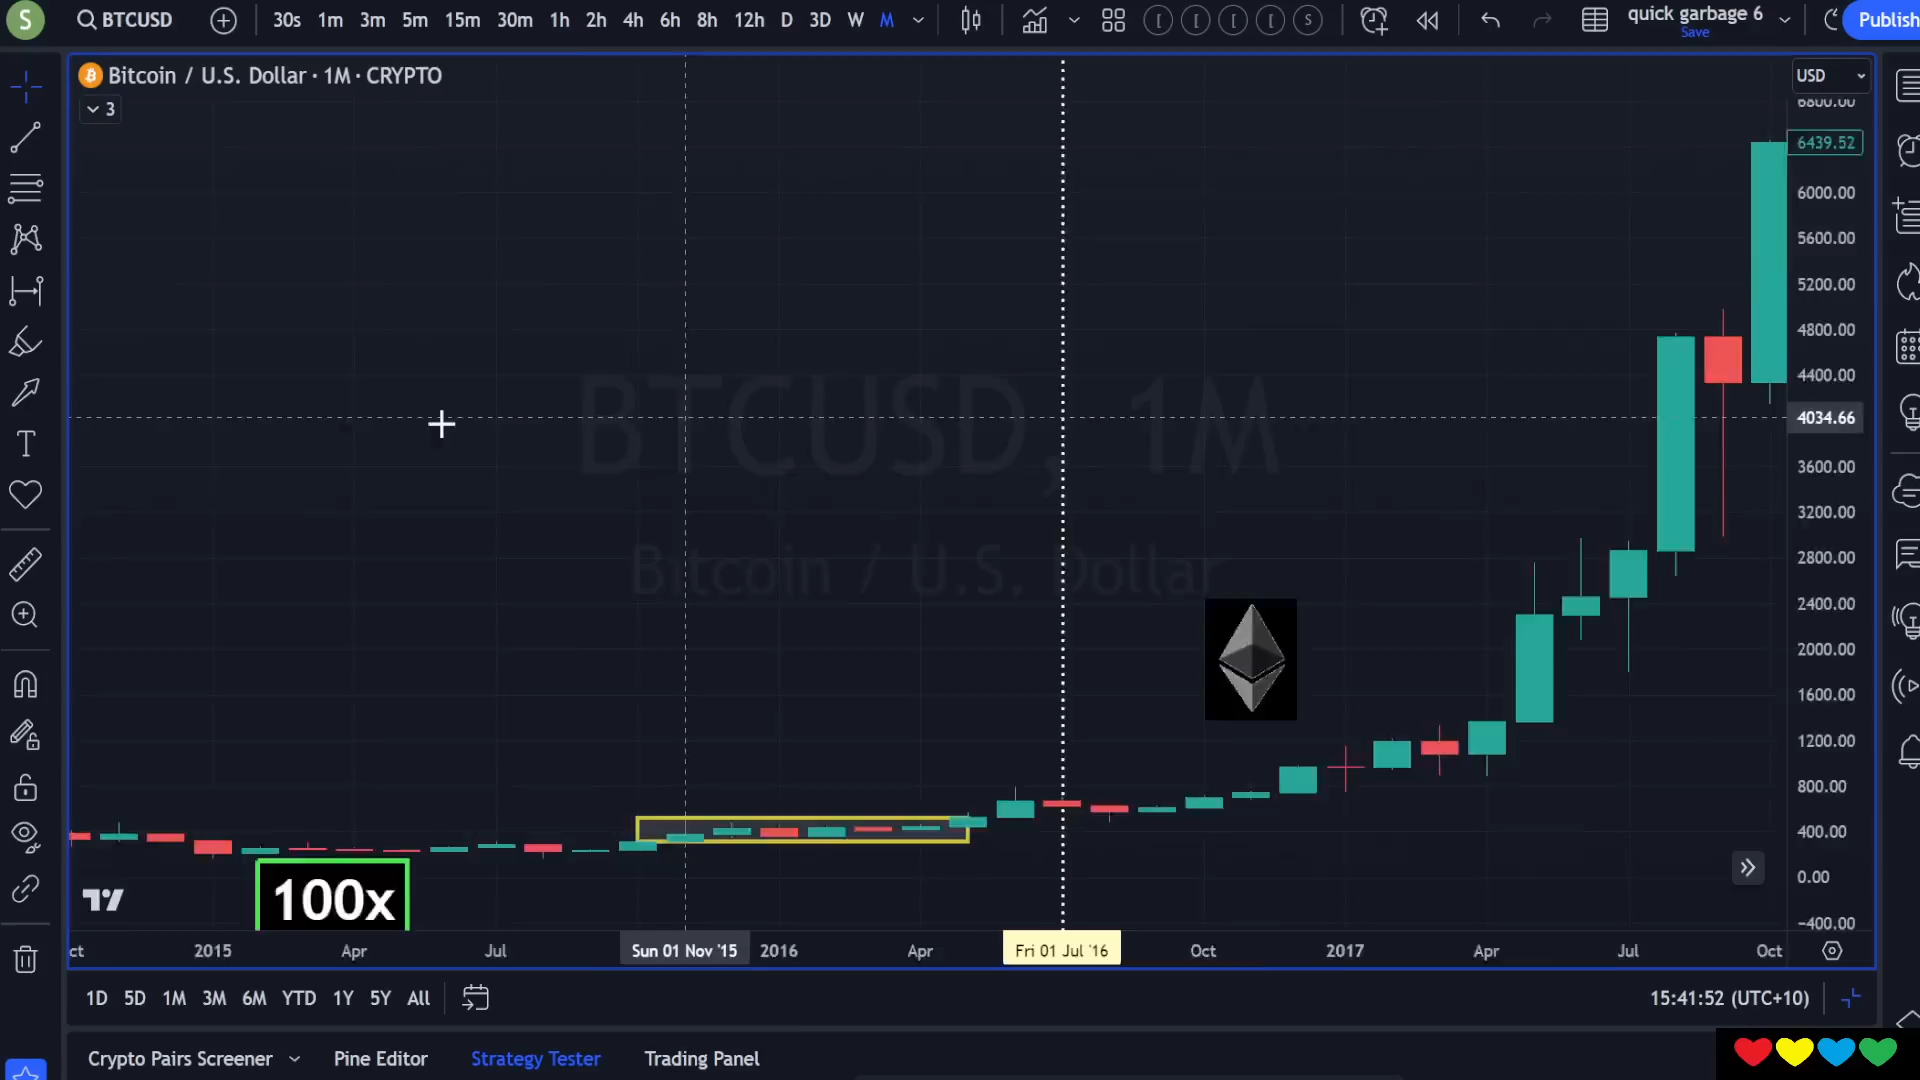 S BTCUSD 30s 1m 3m 5m 15m 30m 1h 2h 4h 6h 8h 12h D 3D W M [ [ [ [ S quick garbage 6 Publish
Save
Bitcoin / U.S. Dollar · 1M · CRYPTO
USD
3
6800.00
6439.52
6000.00
5600.00
5200.00
4800.00
4400.00
BTCUSD, 1M
4034.66
3600.00
3200.00
Bitcoin / U.S. Dollar
2800.00
2400.00
2000.00
1600.00
1200.00
800.00
400.00
0.00
100x
−400.00
ct 2015 Apr Jul Sun 01 Nov '15 2016 Apr Fri 01 Jul '16 Oct 2017 Apr Jul Oct
1D 5D 1M 3M 6M YTD 1Y 5Y All 15:41:52 (UTC+10)
Crypto Pairs Screener Pine Editor Strategy Tester Trading Panel